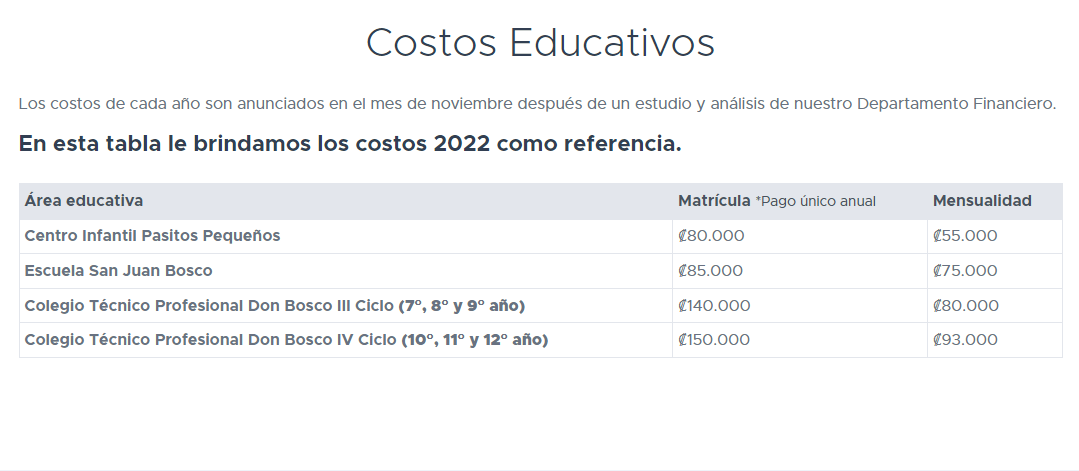 Costos Educativos
Los costos de cada año son anunciados en el mes de noviembre después de un estudio y análisis de nuestro Departamento Financiero.
En esta tabla le brindamos los costos 2022 como referencia.
Área educativa Matrícula *Pago único anual Mensualidad
Centro Infantil Pasitos Pequeños ₡80.000 ₡55.000
Escuela San Juan Bosco ₡85.000 ₡75.000
Colegio Técnico Profesional Don Bosco III Ciclo (7°, 8° y 9° año) ₡140.000 ₡80.000
Colegio Técnico Profesional Don Bosco IV Ciclo (10°, 11° y 12° año) ₡150.000 ₡93.000